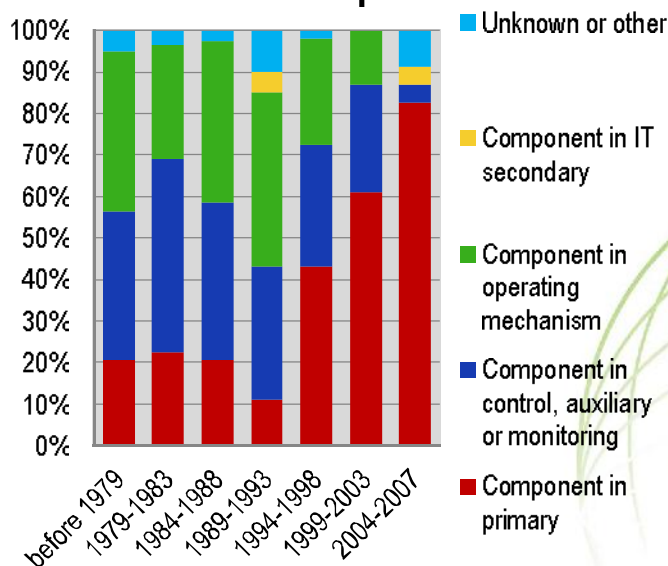 100%
90%
80%
70%
60%
50%
40%
30%
20%
10%
0%
before 1979
1979-1983
1984-1988
1989-1993
1994-1998
1999-2003
2004-2007
Unknown or other
Component in IT
secondary
Component in
operating
mechanism
Component in
control, auxiliary
or monitoring
Component in
primary